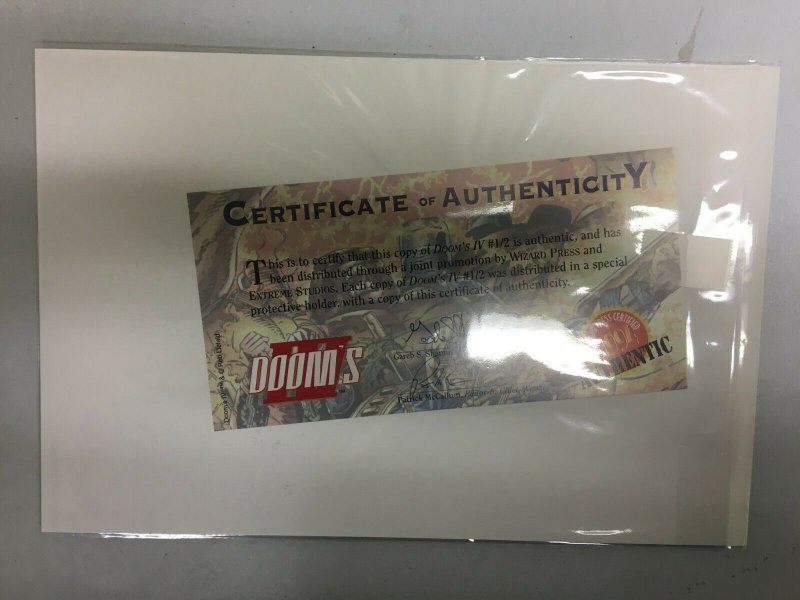 CERTIFICATE OF AUTHENTICITY
This is to certify that this copy of DOOM'S IV #1/2 is authentic, and has
been distributed through a joint promotion by WIZARD PRESS and
EXTREME STUDIOS. Each copy of DOOM'S IV #1/2 was distributed in a special
protective holder, with a copy of this certificate of authenticity.
Gareb S.
DOOM'S IV
Patrick McCallum,
CERTIFIED
AUTHENTIC